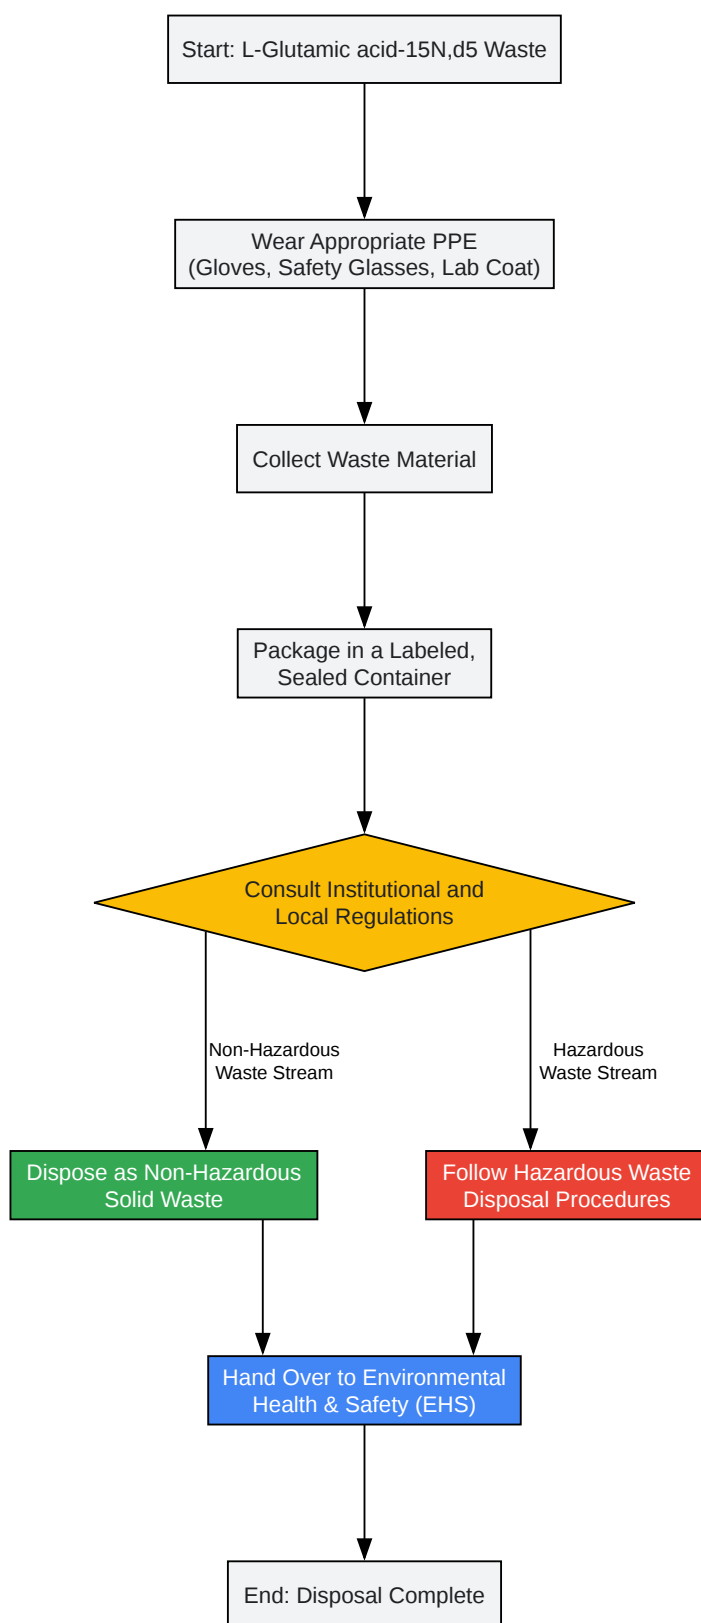 Start: L-Glutamic acid-15N,d5 Waste
Wear Appropriate PPE
(Gloves, Safety Glasses, Lab Coat)
Collect Waste Material
Package in a Labeled,
Sealed Container
Consult Institutional and
Local Regulations
Non-Hazardous
Waste Stream
Hazardous
Waste Stream
Dispose as Non-Hazardous
Solid Waste
Follow Hazardous Waste
Disposal Procedures
Hand Over to Environmental
Health & Safety (EHS)
End: Disposal Complete